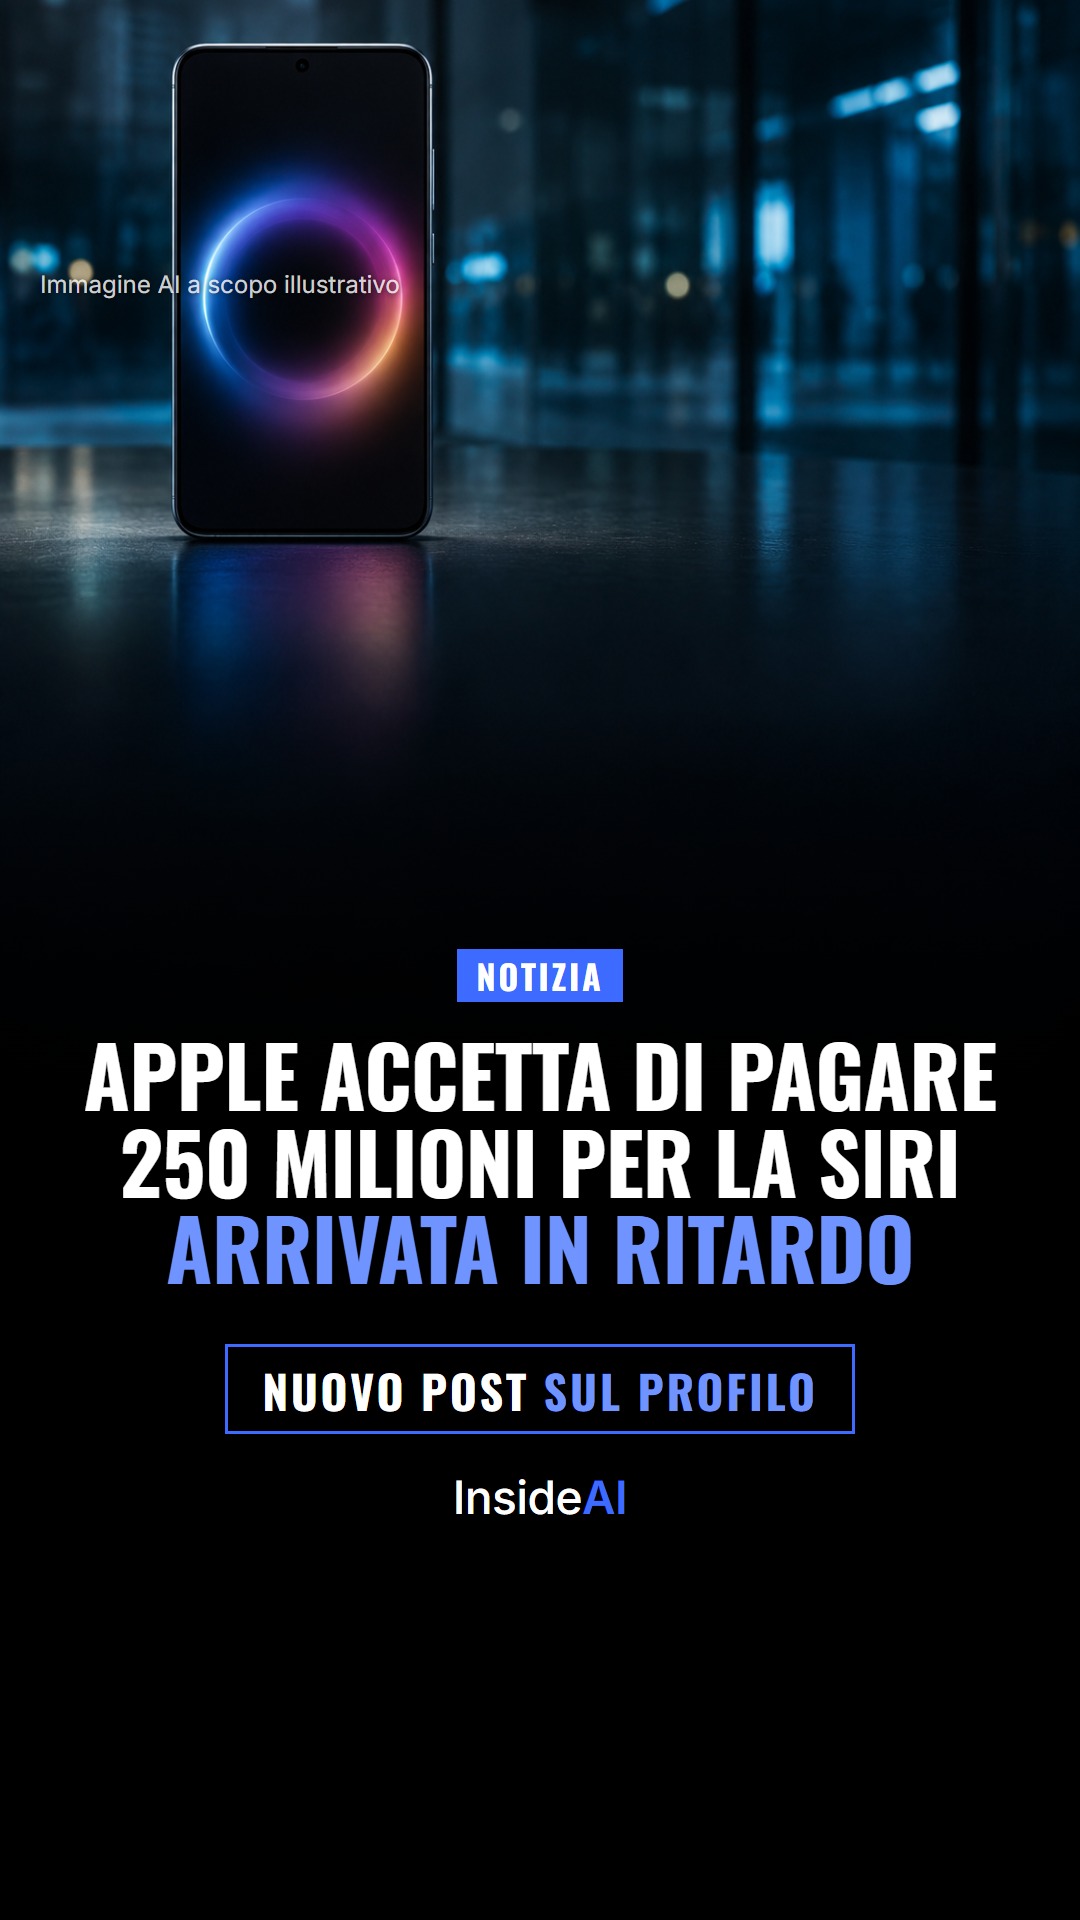 Immagine AI a scopo illustrativo
NOTIZIA
APPLE ACCETTA DI PAGARE
250 MILIONI PER LA SIRI
ARRIVATA IN RITARDO
NUOVO POST SUL PROFILO
InsideAI